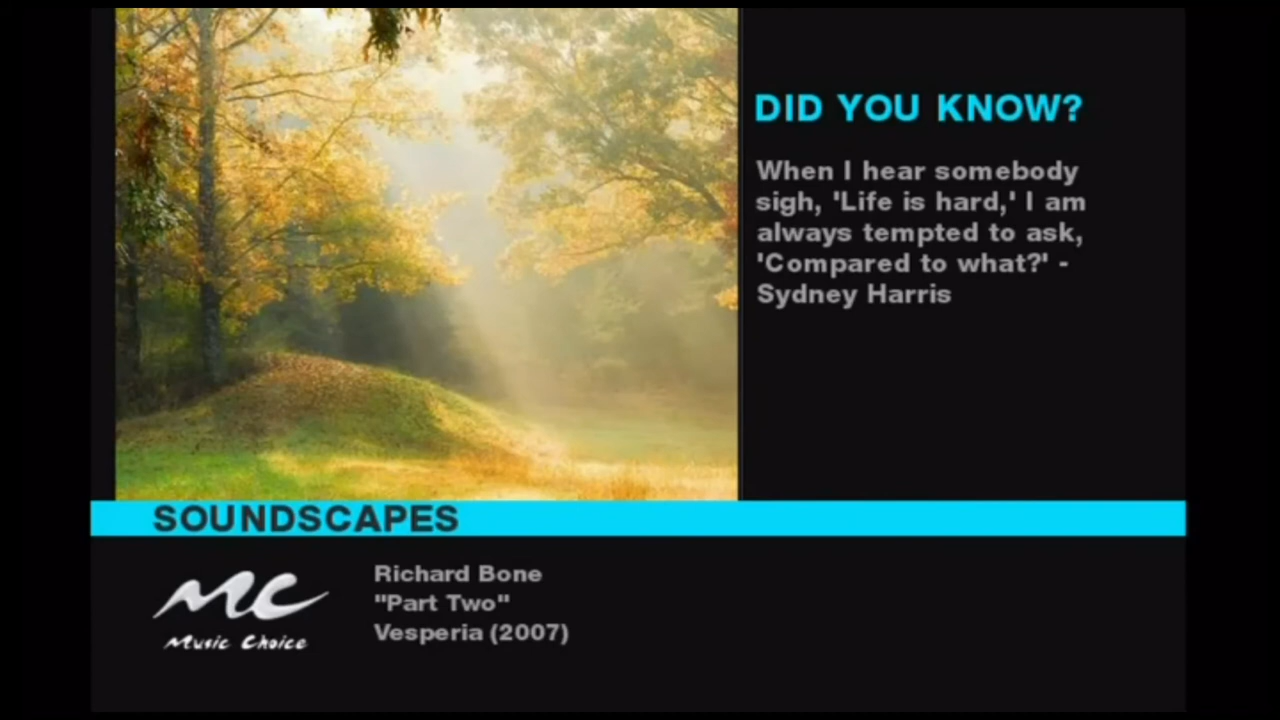 DID YOU KNOW?
When I hear somebody
sigh, 'Life is hard,' I am
always tempted to ask,
'Compared to what?' -
Sydney Harris
SOUNDSCAPES
MC
Music Choice
Richard Bone
"Part Two"
Vesperia (2007)